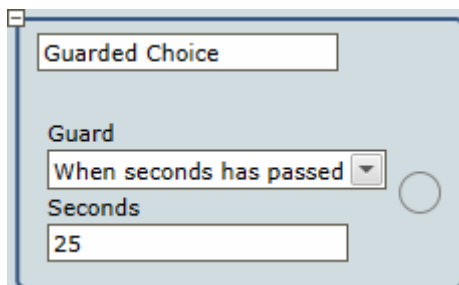 Guarded Choice
Guard
When seconds has passed
Seconds
25